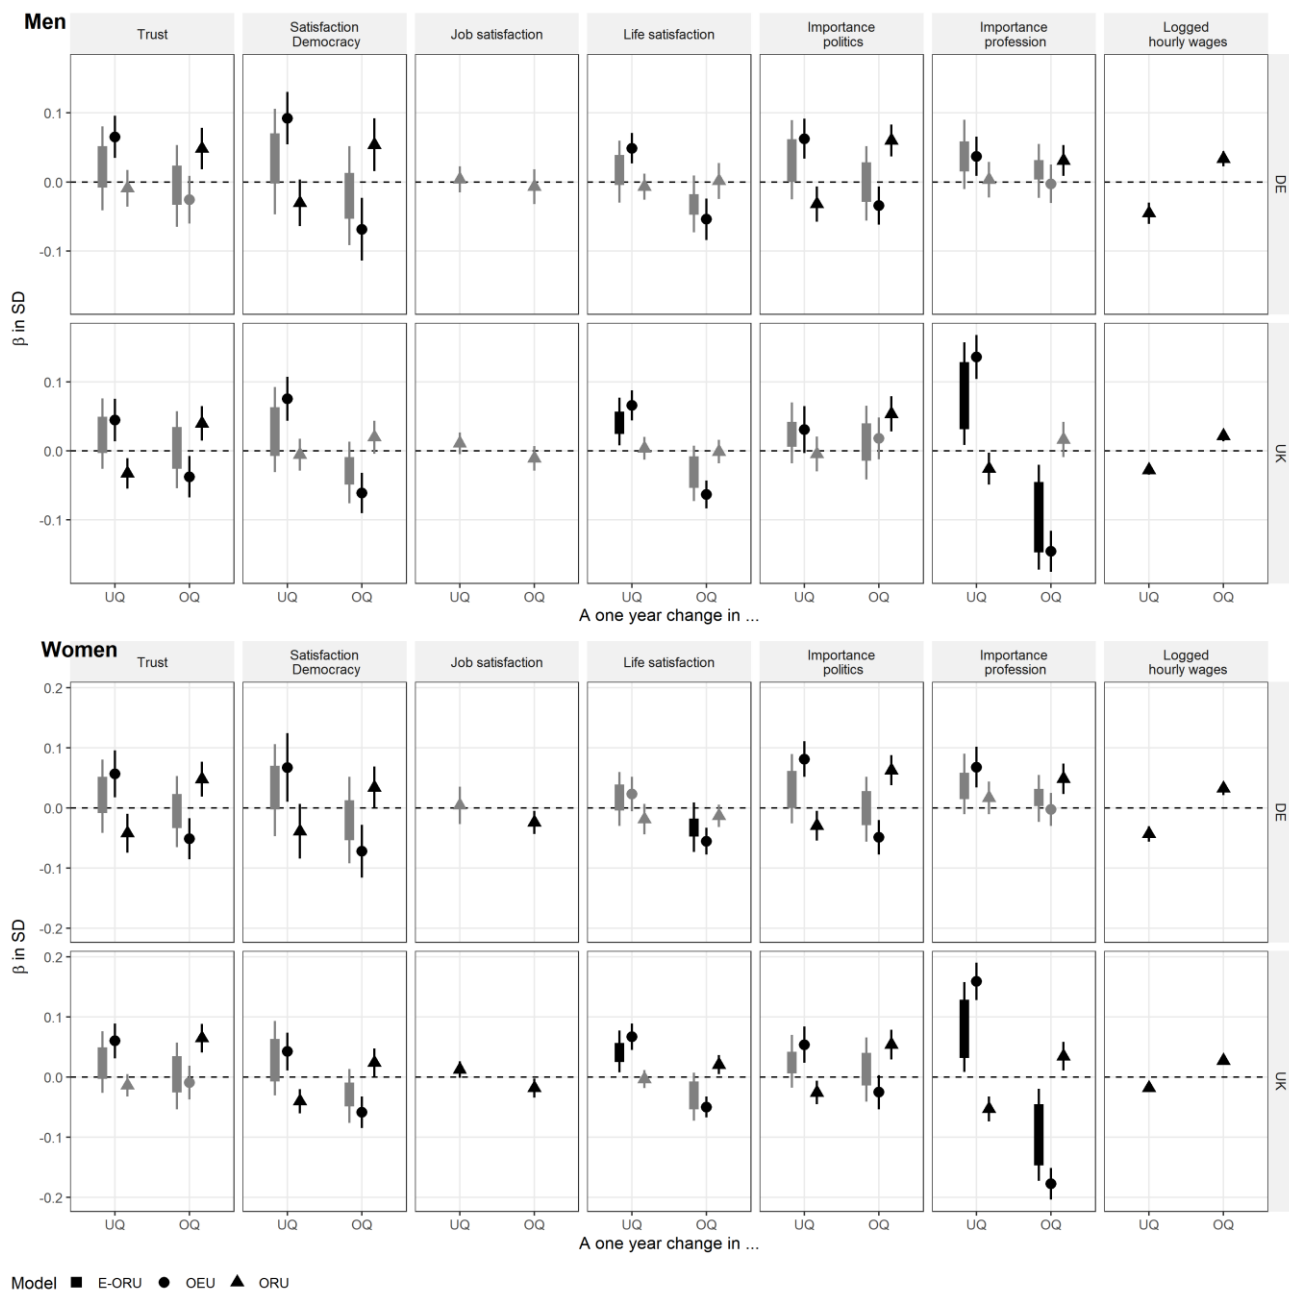 Men
Trust
Satisfaction
Democracy
Job satisfaction
Life satisfaction
Importance
politics
Importance
profession
Logged
hourly wages
0.1
0.0
-0.1
DE
β in SD
0.1
0.0
-0.1
UK
UQ OQ UQ OQ UQ OQ UQ OQ UQ OQ UQ OQ UQ OQ
A one year change in ...
Women
Trust
Satisfaction
Democracy
Job satisfaction
Life satisfaction
Importance
politics
Importance
profession
Logged
hourly wages
0.2
0.1
0.0
-0.1
-0.2
DE
β in SD
0.2
0.1
0.0
-0.1
-0.2
UK
UQ OQ UQ OQ UQ OQ UQ OQ UQ OQ UQ OQ UQ OQ
A one year change in ...
Model E-ORU OEU ORU